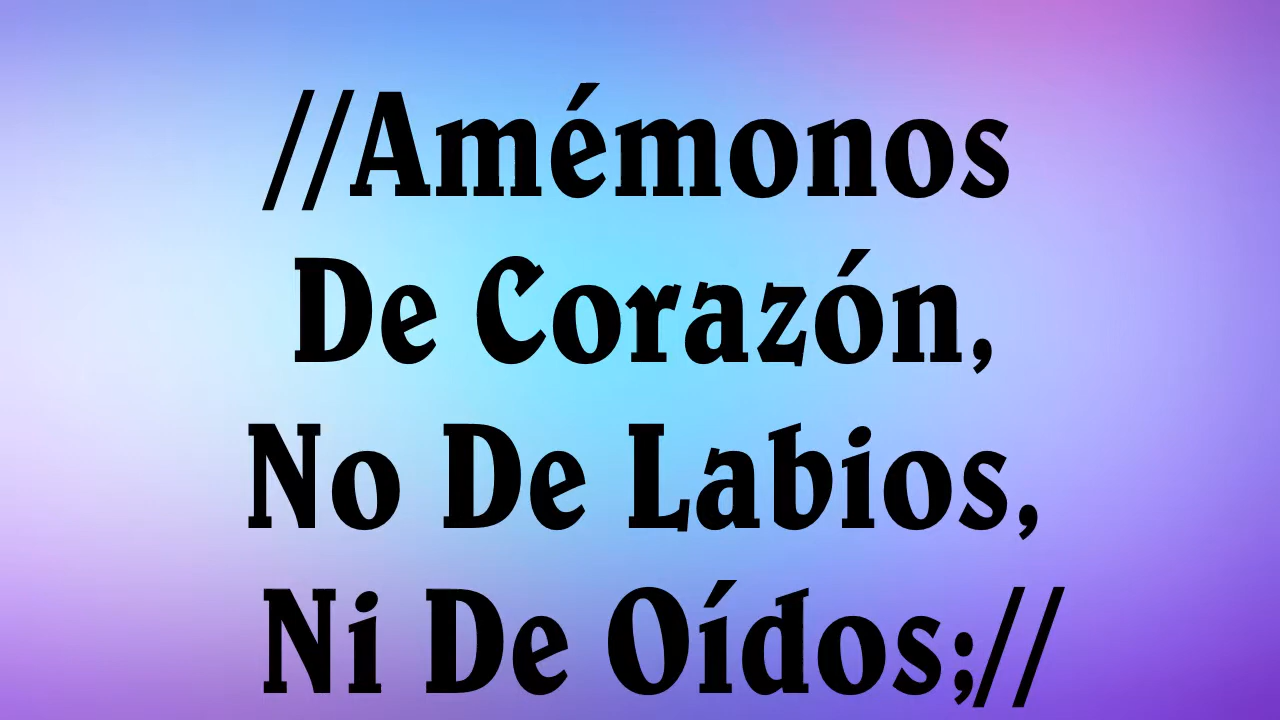 //Amémonos
De Corazón,
No De Labios,
Ni De Oídos;//